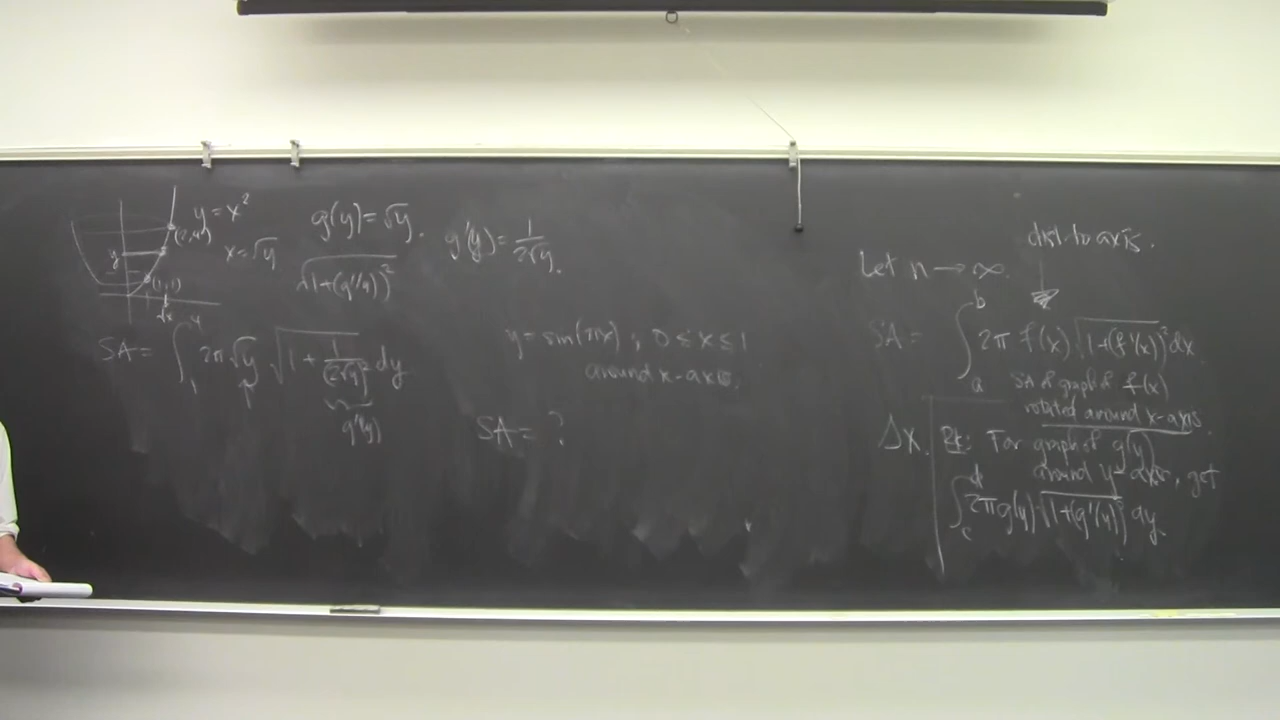 y = x²
(2,4)
x = √y
y
(1,1)
g(y) = √y.
√1+(g'(y))²
g'(y) = 1/2√y.
SA = ∫₁⁴ 2π √y √1 + 1/(2√y)² dy
g'(y)
y = sin(πx), 0 ≤ x ≤ 1
around x-axis.
SA = ?
dist to axis.
Let n → ∞.
SA = ∫ₐᵇ 2π f(x) √1+(f'(x))² dx
SA of graph of f(x)
rotated around x-axis.
Δx.
For graph of g(y)
around y-axis, get
∫_c^d 2π g(y) √1+(g'(y))² dy